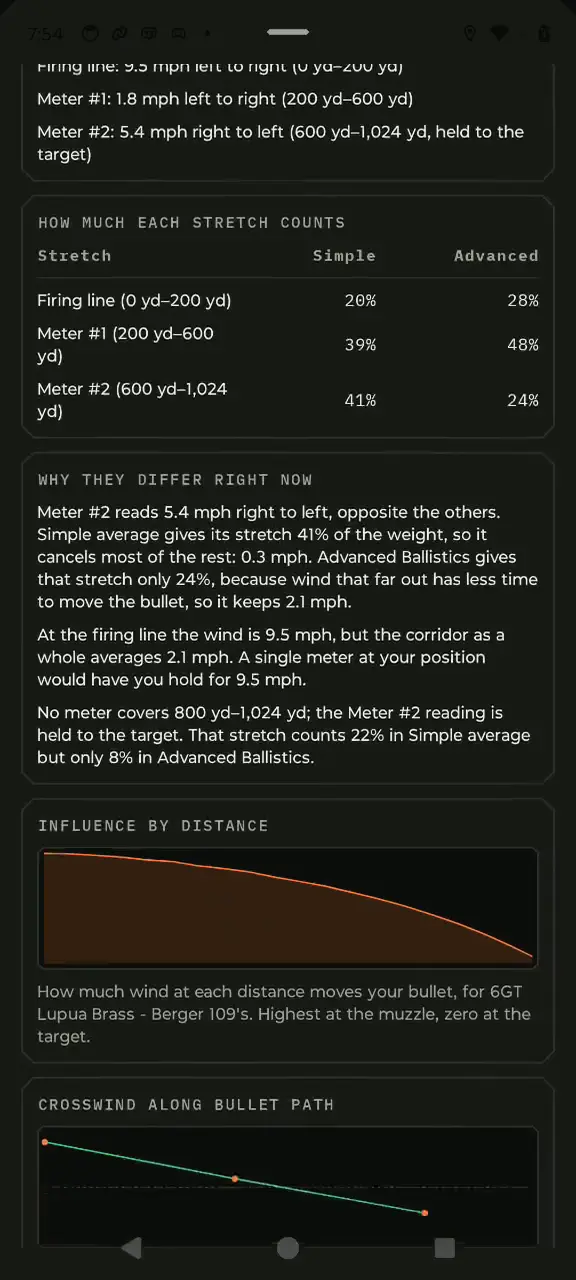 7:54
Firing line: 9.5 mph left to right (0 yd–200 yd)
Meter #1: 1.8 mph left to right (200 yd–600 yd)
Meter #2: 5.4 mph right to left (600 yd–1,024 yd, held to the
target)
HOW MUCH EACH STRETCH COUNTS
Stretch Simple Advanced
Firing line (0 yd–200 yd) 20% 28%
Meter #1 (200 yd–600
yd) 39% 48%
Meter #2 (600 yd–1,024
yd) 41% 24%
WHY THEY DIFFER RIGHT NOW
Meter #2 reads 5.4 mph right to left, opposite the others.
Simple average gives its stretch 41% of the weight, so it
cancels most of the rest: 0.3 mph. Advanced Ballistics gives
that stretch only 24%, because wind that far out has less time
to move the bullet, so it keeps 2.1 mph.
At the firing line the wind is 9.5 mph, but the corridor as a
whole averages 2.1 mph. A single meter at your position
would have you hold for 9.5 mph.
No meter covers 800 yd–1,024 yd; the Meter #2 reading is
held to the target. That stretch counts 22% in Simple average
but only 8% in Advanced Ballistics.
INFLUENCE BY DISTANCE
How much wind at each distance moves your bullet, for 6GT
Lupua Brass - Berger 109's. Highest at the muzzle, zero at the
target.
CROSSWIND ALONG BULLET PATH